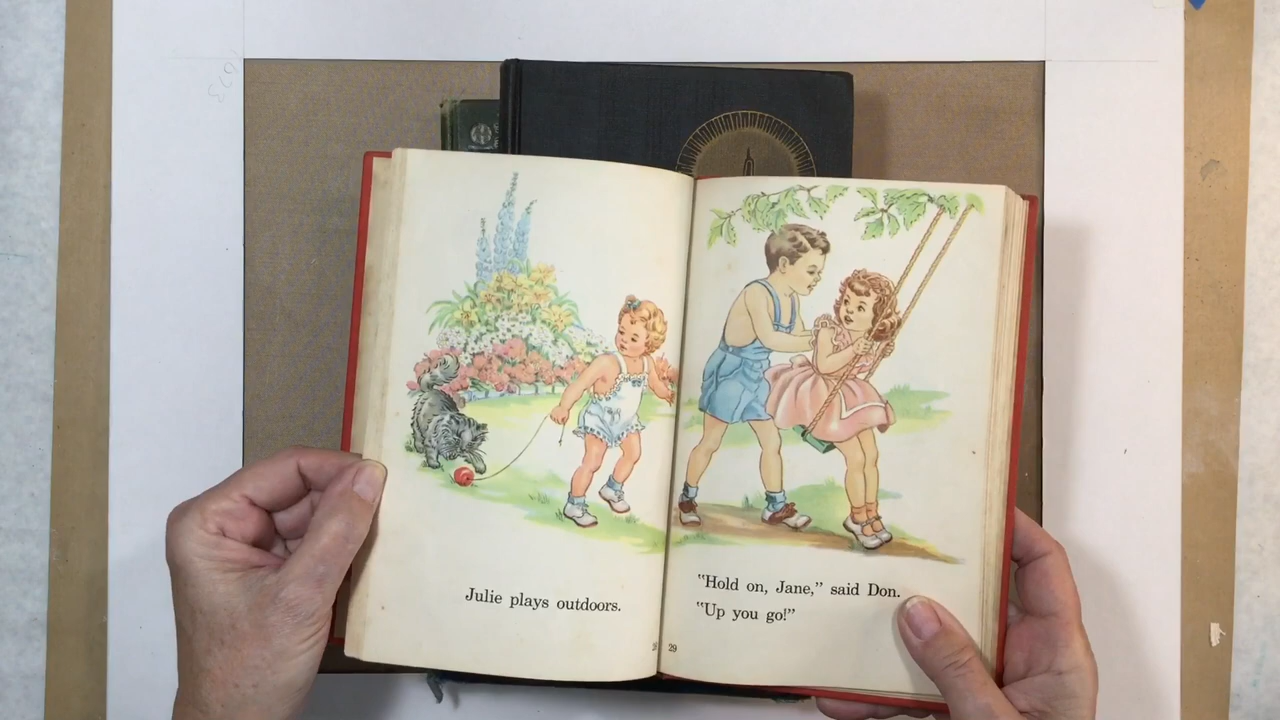 Julie plays outdoors.
"Hold on, Jane," said Don.
"Up you go!"
29